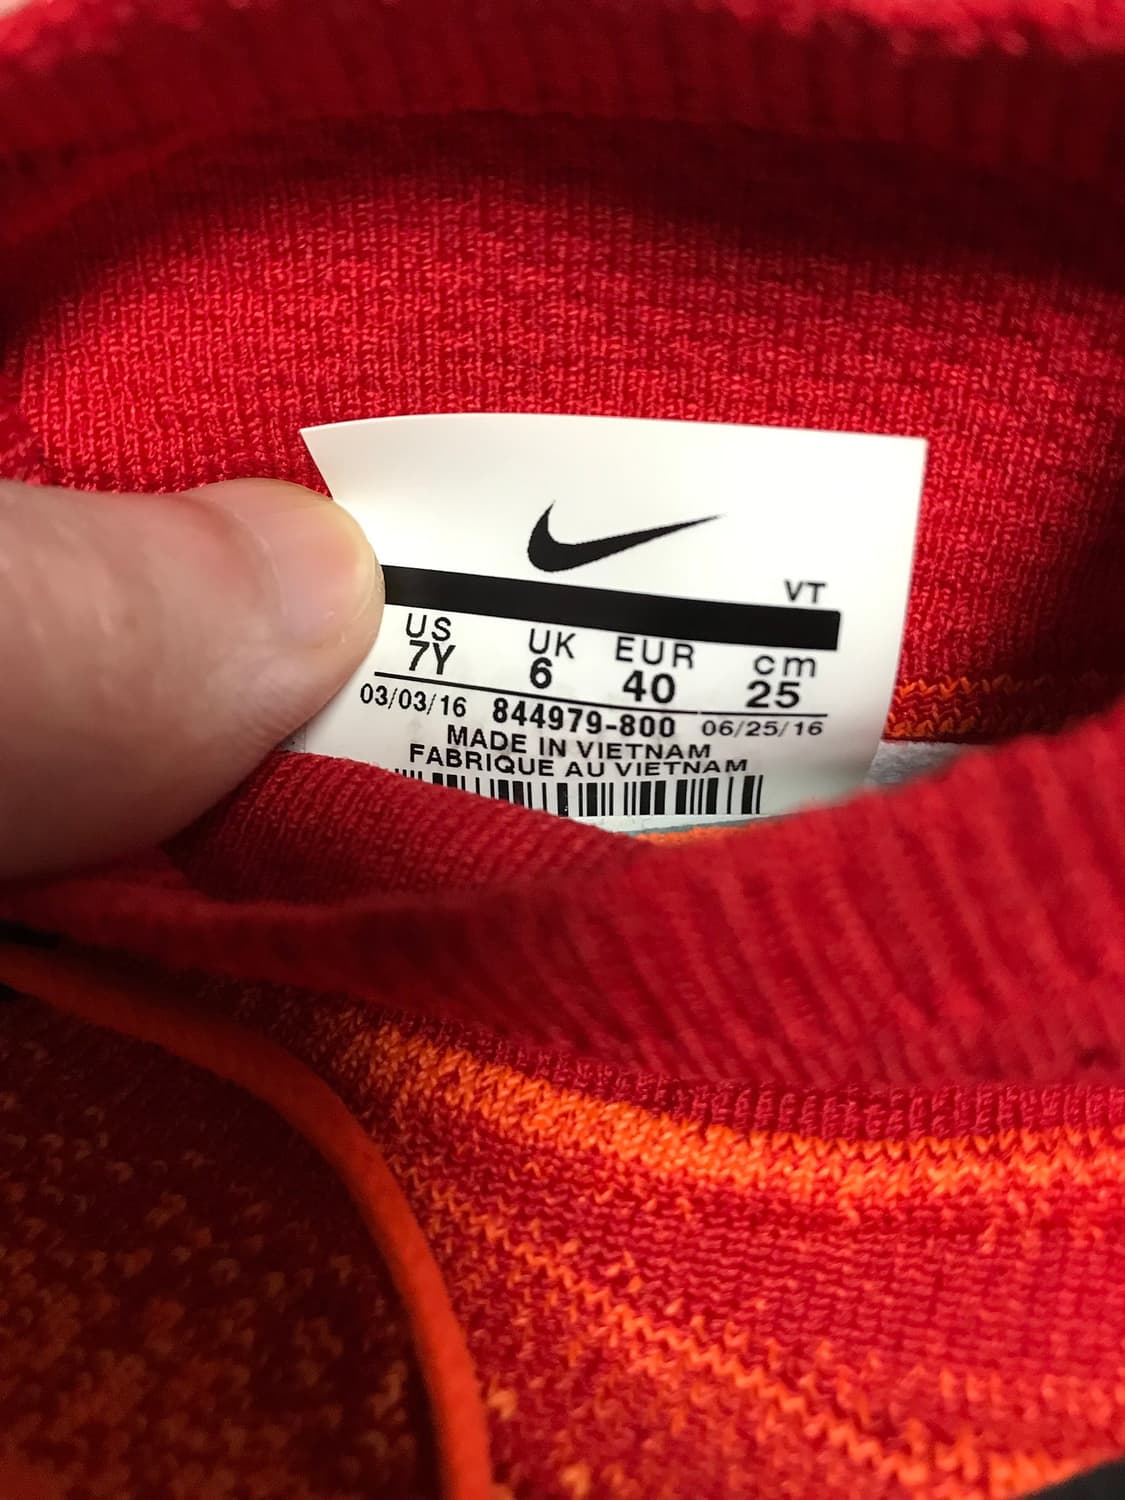 VT
US UK EUR cm
7Y 6 40 25
03/03/16 844979-800 06/25/16
MADE IN VIETNAM
FABRIQUE AU VIETNAM